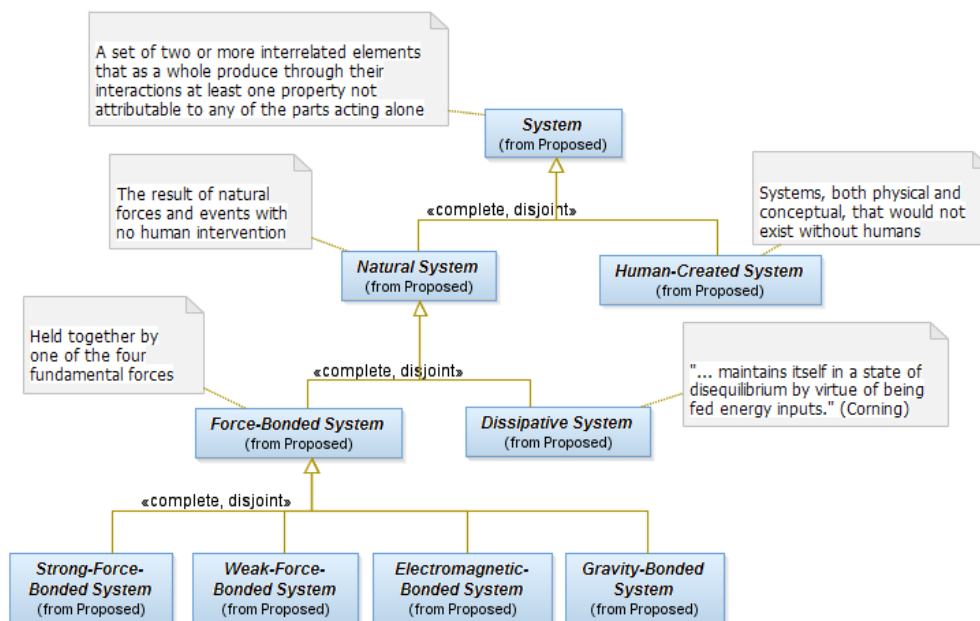 A set of two or more interrelated elements
that as a whole produce through their
interactions at least one property not
attributable to any of the parts acting alone
System
(from Proposed)
The result of natural
forces and events with
no human intervention
Systems, both physical and
conceptual, that would not
exist without humans
«complete, disjoint»
Natural System
(from Proposed)
Human-Created System
(from Proposed)
Held together by
one of the four
fundamental forces
"... maintains itself in a state of
disequilibrium by virtue of being
fed energy inputs." (Corning)
«complete, disjoint»
Force-Bonded System
(from Proposed)
Dissipative System
(from Proposed)
«complete, disjoint»
Strong-Force-
Bonded System
(from Proposed)
Weak-Force-
Bonded System
(from Proposed)
Electromagnetic-
Bonded System
(from Proposed)
Gravity-Bonded
System
(from Proposed)